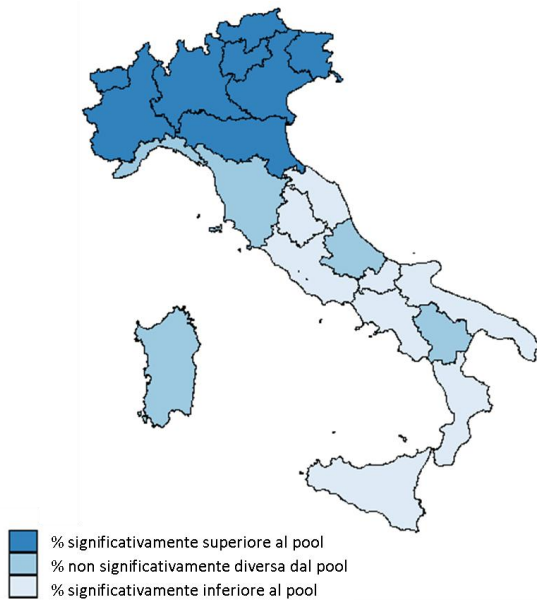 % significativamente superiore al pool
% non significativamente diversa dal pool
% significativamente inferiore al pool